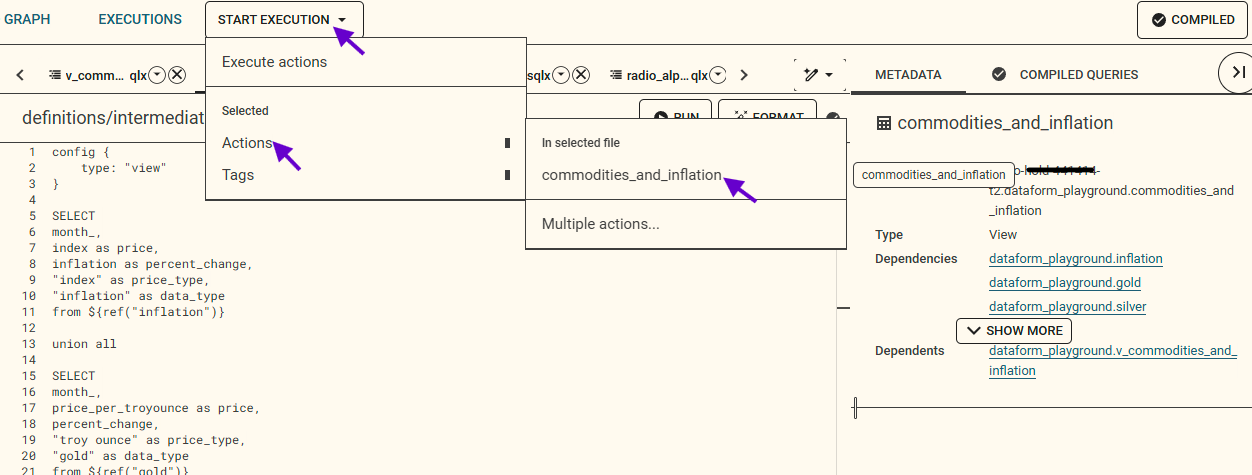 GRAPH
EXECUTIONS
START EXECUTION
COMPILED
Execute actions
Selected
Actions
Tags
In selected file
commodities_and_inflation
Multiple actions...
v_comm... qlx
sqlx
radio_alp... qlx
definitions/intermediat
RUN
FORMAT
1 config {
2 type: "view"
3 }
4
5 SELECT
6 month_,
7 index as price,
8 inflation as percent_change,
9 "index" as price_type,
10 "inflation" as data_type
11 from ${ref("inflation")}
12
13 union all
14
15 SELECT
16 month_,
17 price_per_troyounce as price,
18 percent_change,
19 "troy ounce" as price_type,
20 "gold" as data_type
21 from ${ref("gold")}
METADATA
COMPILED QUERIES
commodities_and_inflation
commodities_and_inflation
t2.dataform_playground.commodities_and
_inflation
Type View
Dependencies dataform_playground.inflation
dataform_playground.gold
dataform_playground.silver
SHOW MORE
Dependents dataform_playground.v_commodities_and_
inflation